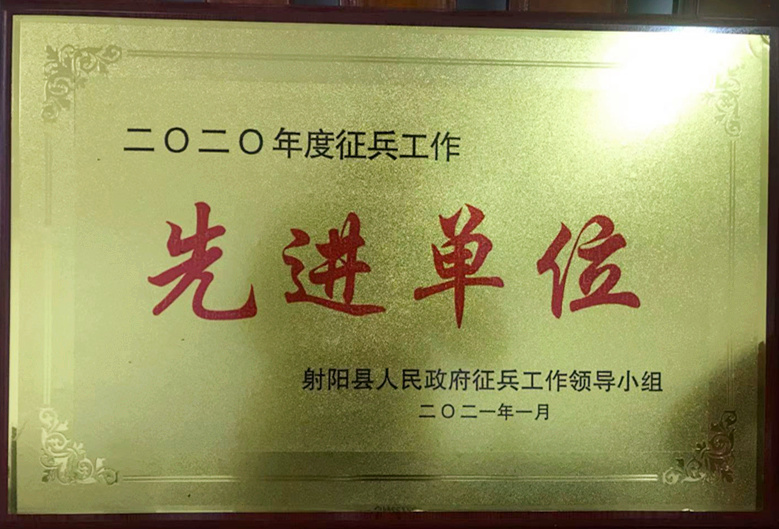 二〇二〇年度征兵工作
先进单位
射阳县人民政府征兵工作领导小组
二〇二一年一月